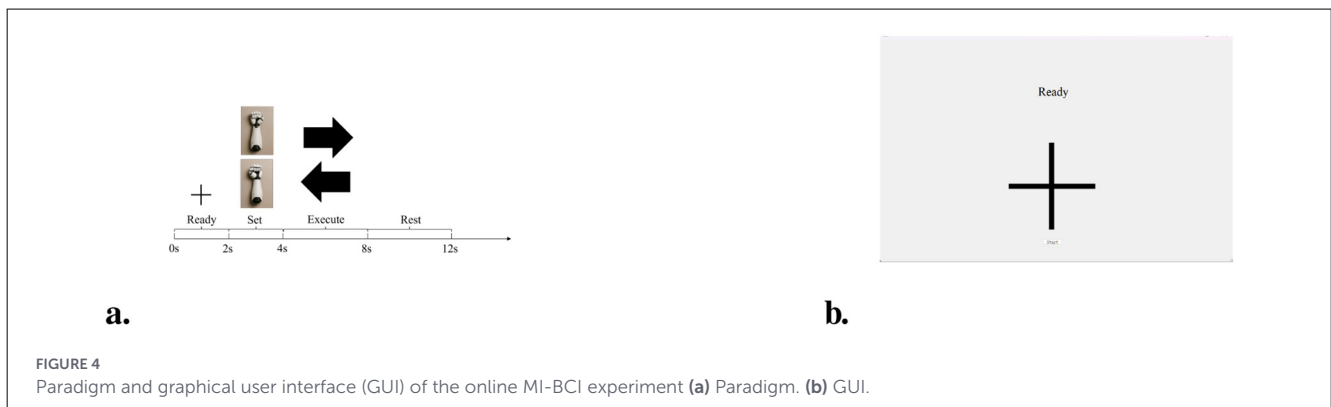 Ready Set Execute Rest
0s 2s 4s 8s 12s
a.
Ready
Start
b.
FIGURE 4
Paradigm and graphical user interface (GUI) of the online MI-BCI experiment (a) Paradigm. (b) GUI.